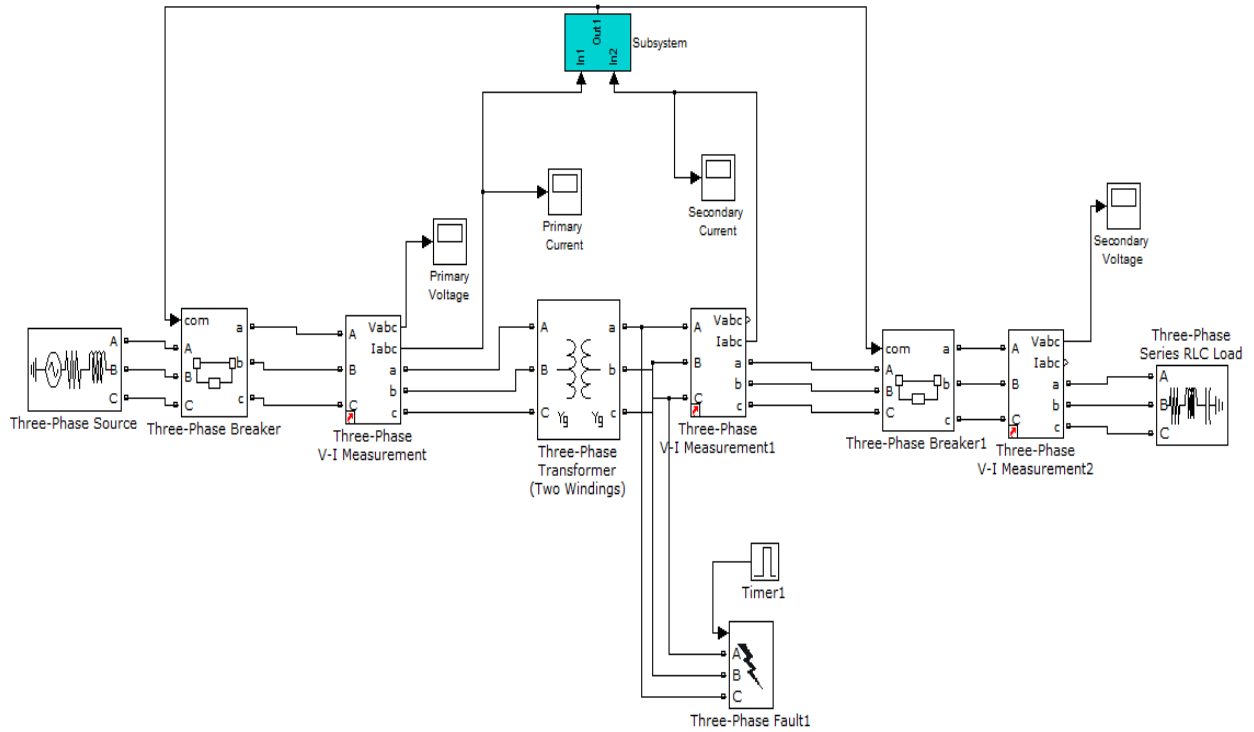 Out1
In1
In2
Subsystem
Primary
Current
Secondary
Current
Primary
Voltage
Secondary
Voltage
A
B
C
Three-Phase Source
com
A
B
C
a
b
c
Three-Phase Breaker
A
B
C
Vabc
Iabc
a
b
c
Three-Phase
V-I Measurement
A
B
C
a
b
c
Yg
Yg
Three-Phase
Transformer
(Two Windings)
A
B
C
Vabc
Iabc
a
b
c
Three-Phase
V-I Measurement1
com
A
B
C
a
b
c
Three-Phase Breaker1
A
B
C
Vabc
Iabc
a
b
c
Three-Phase
V-I Measurement2
Three-Phase
Series RLC Load
A
B
C
Timer1
A
B
C
Three-Phase Fault1